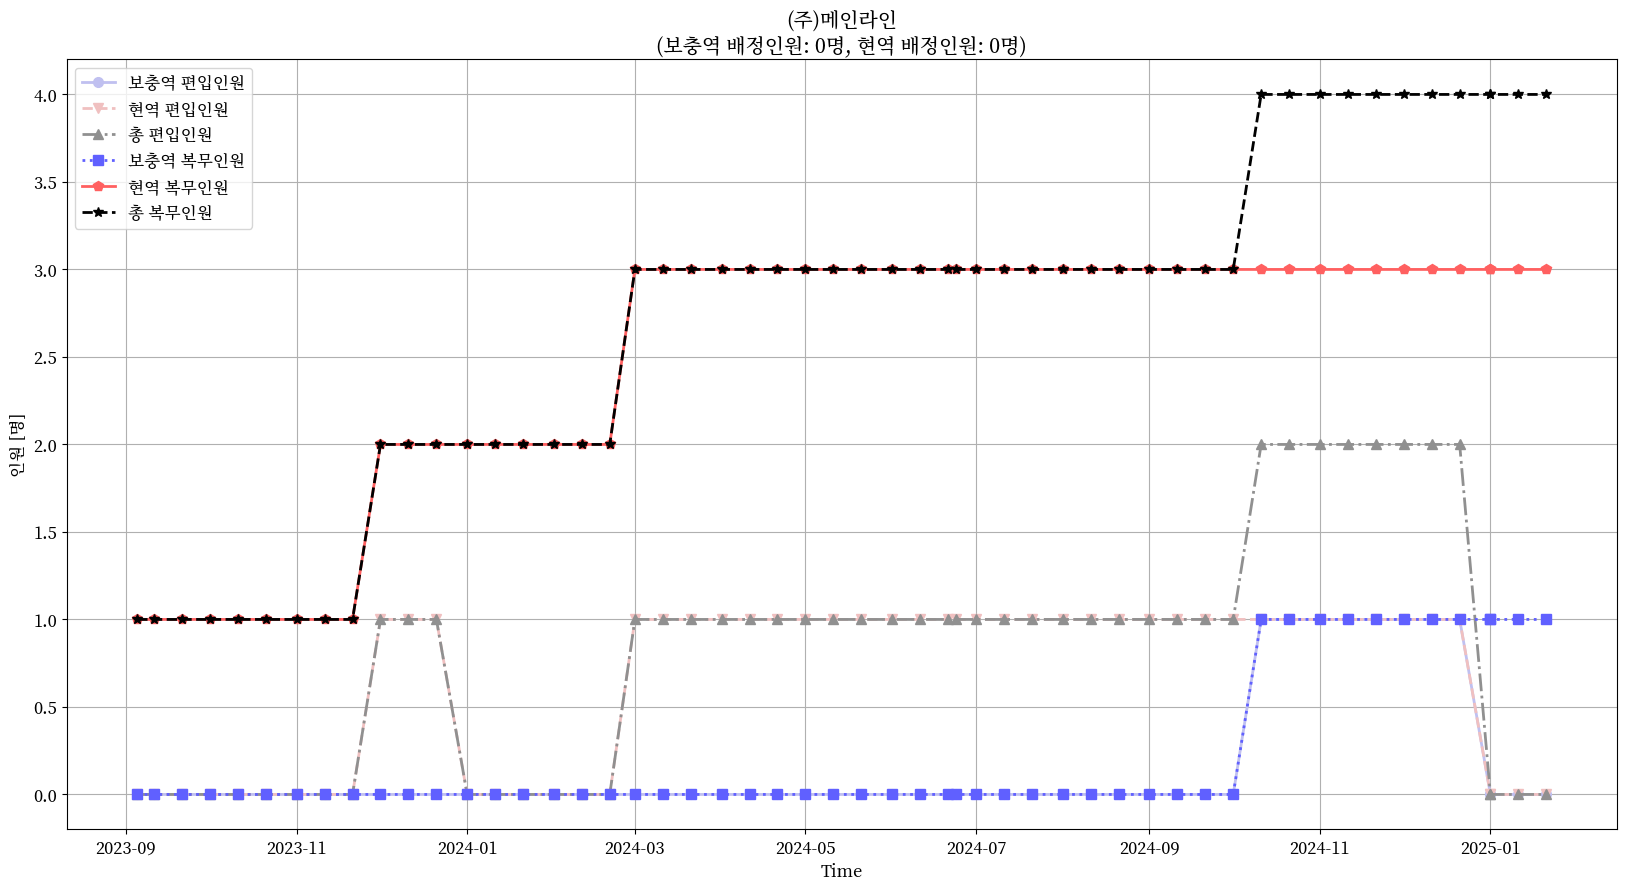 (주)메인라인
(보충역 배정인원: 0명, 현역 배정인원: 0명)
보충역 편입인원
현역 편입인원
총 편입인원
보충역 복무인원
현역 복무인원
총 복무인원
인원 [명]
4.0
3.5
3.0
2.5
2.0
1.5
1.0
0.5
0.0
2023-09
2023-11
2024-01
2024-03
2024-05
2024-07
2024-09
2024-11
2025-01
Time